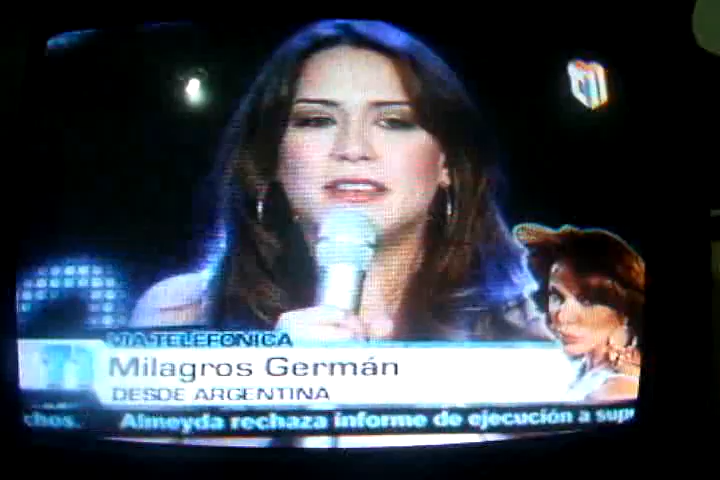 VIA TELEFONICA
Milagros Germán
DESDE ARGENTINA
chos. Almeyda rechaza informe de ejecución a sup